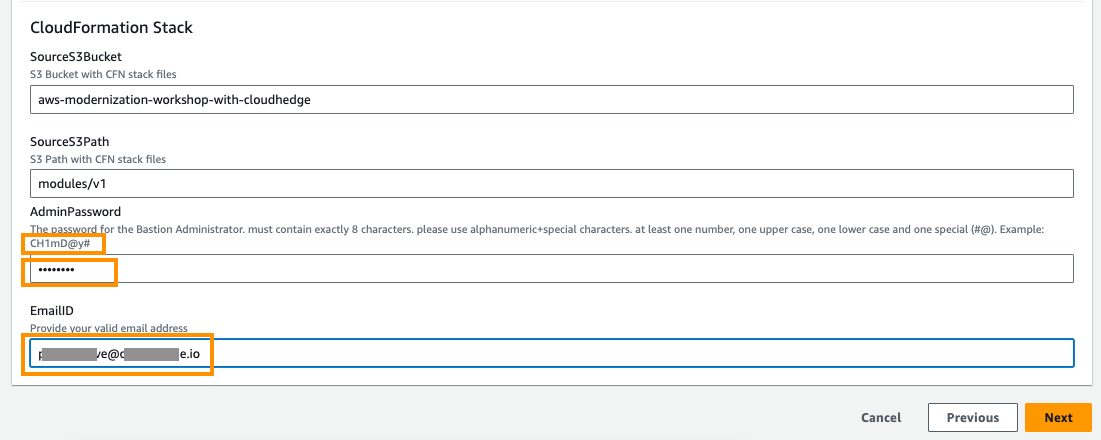 CloudFormation Stack
SourceS3Bucket
S3 Bucket with CFN stack files
aws-modernization-workshop-with-cloudhedge
SourceS3Path
S3 Path with CFN stack files
modules/v1
AdminPassword
The password for the Bastion Administrator. must contain exactly 8 characters. please use alphanumeric+special characters. at least one number, one upper case, one lower case and one special (#@). Example:
CH1mD@y#
••••••••
EmailID
Provide your valid email address
ve@ e.io
Cancel Previous Next